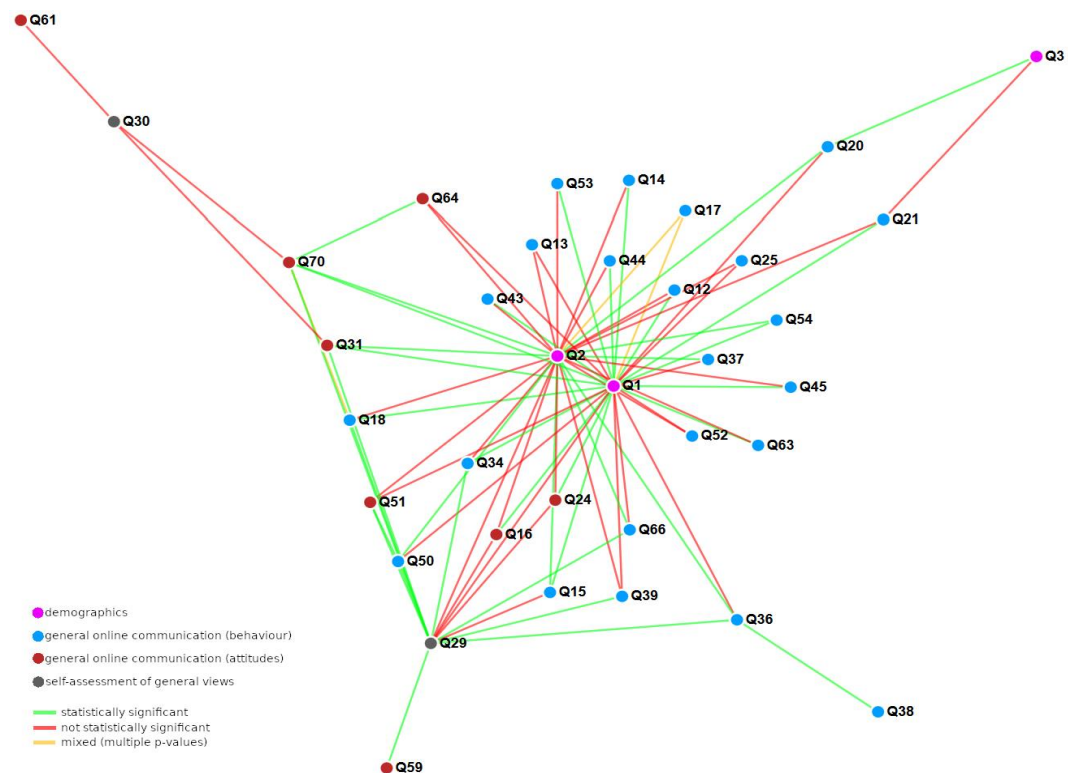 Q61
Q3
Q30
Q20
Q53
Q14
Q64
Q17
Q21
Q13
Q70
Q44
Q25
Q12
Q43
Q54
Q31
Q2
Q37
Q1
Q45
Q18
Q52
Q63
Q34
Q51
Q24
Q66
Q16
Q50
Q15
Q39
demographics
Q36
general online communication (behaviour)
Q29
general online communication (attitudes)
self-assessment of general views
statistically significant
Q38
not statistically significant
mixed (multiple p-values)
Q59